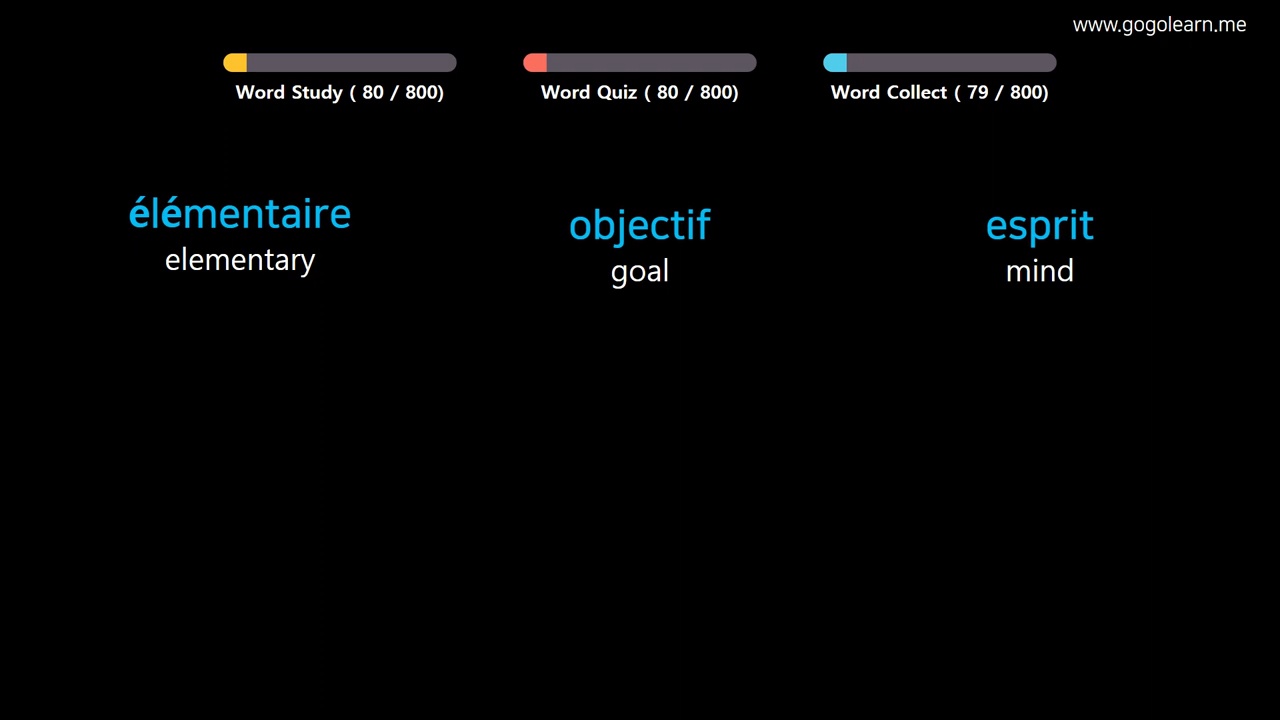 www.gogolearn.me
Word Study ( 80 / 800)
Word Quiz ( 80 / 800)
Word Collect ( 79 / 800)
élémentaire
elementary
objectif
goal
esprit
mind